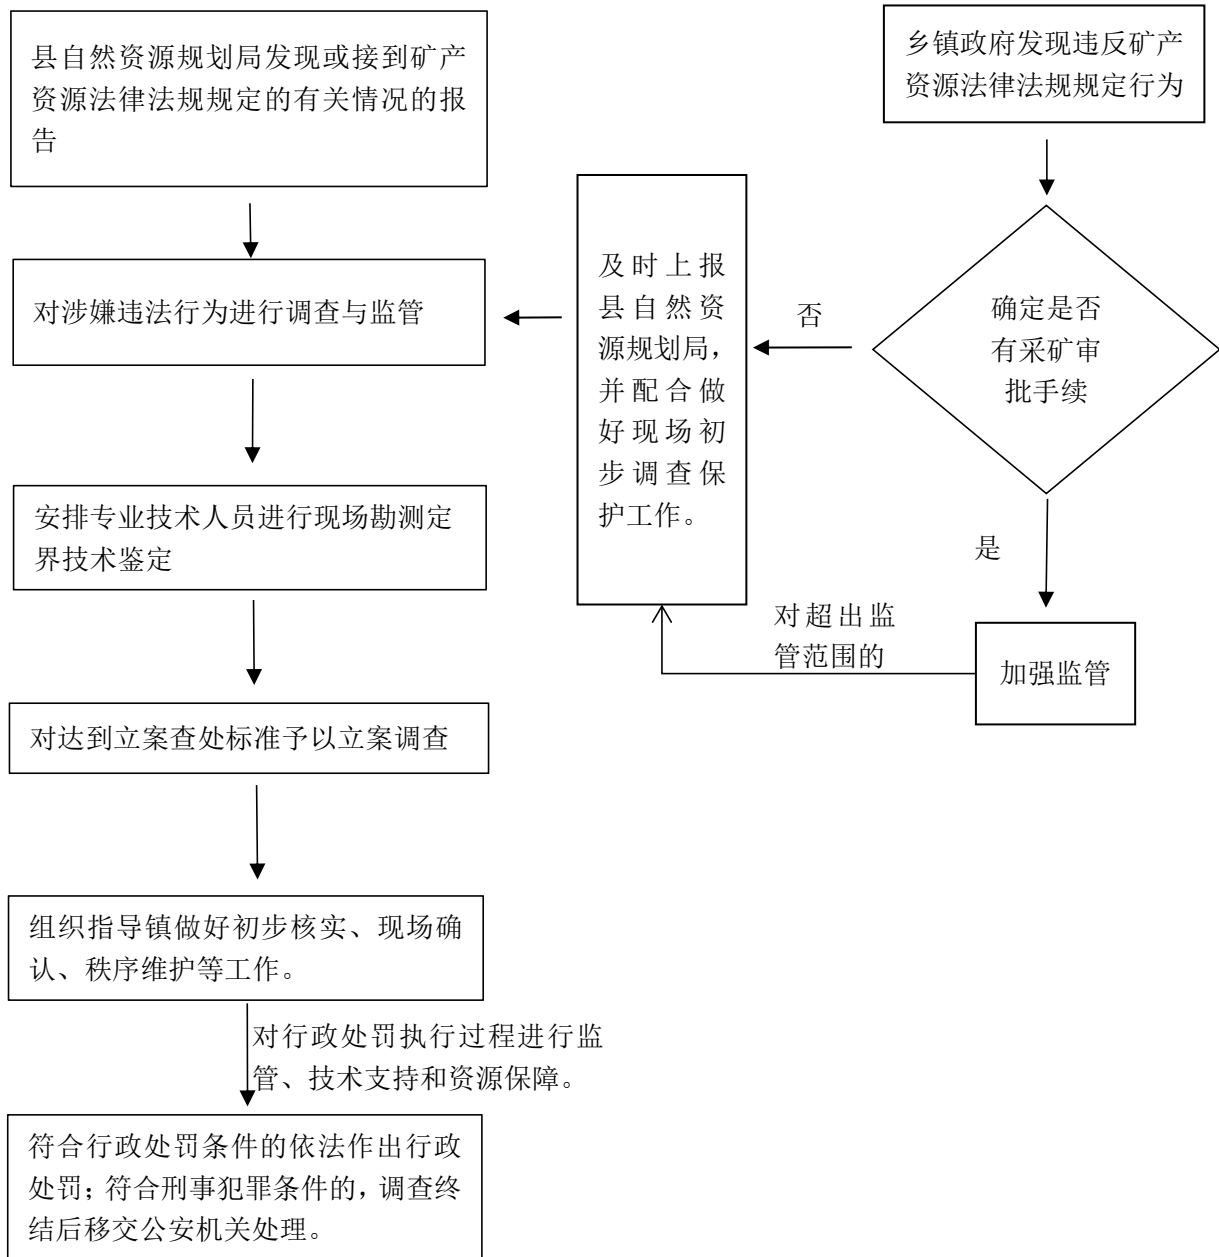 县自然资源规划局发现或接到矿产
资源法律法规规定的有关情况的报
告
乡镇政府发现违反矿产
资源法律法规规定行为
对涉嫌违法行为进行调查与监管
及时上报
县自然资
源规划局，
并配合做
好现场初
步调查保
护工作。
否
确定是否
有采矿审
批手续
安排专业技术人员进行现场勘测定
界技术鉴定
是
对超出监
管范围的
加强监管
对达到立案查处标准予以立案调查
组织指导镇做好初步核实、现场确
认、秩序维护等工作。
对行政处罚执行过程进行监
管、技术支持和资源保障。
符合行政处罚条件的依法作出行政
处罚；符合刑事犯罪条件的，调查终
结后移交公安机关处理。